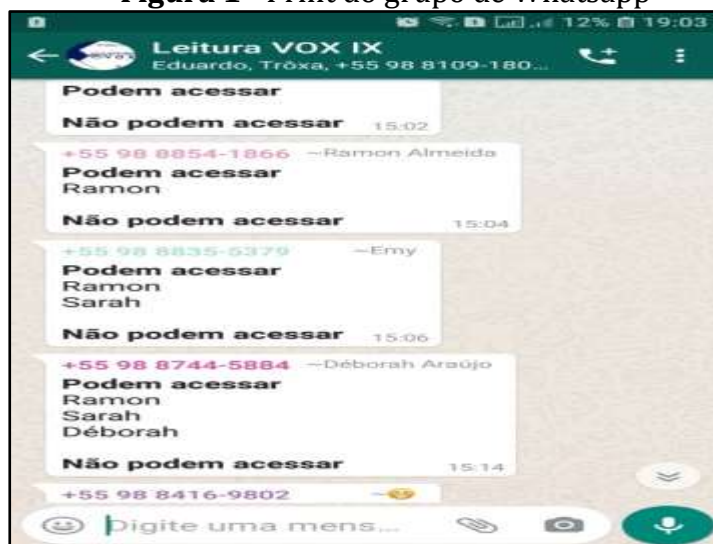 Figura 1 - Print do grupo de Whatsapp
12% 19:03
Leitura VOX IX
Eduardo, Trôxa, +55 98 8109-180...
Podem acessar
Não podem acessar 15:02
+55 98 8854-1866 ~Ramon Almeida
Podem acessar
Ramon
Não podem acessar 15:04
+55 98 8835-5379 ~Emy
Podem acessar
Ramon
Sarah
Não podem acessar 15:06
+55 98 8744-5884 ~Déborah Araújo
Podem acessar
Ramon
Sarah
Déborah
Não podem acessar 15:14
+55 98 8416-9802 ~😊
Digite uma mens...